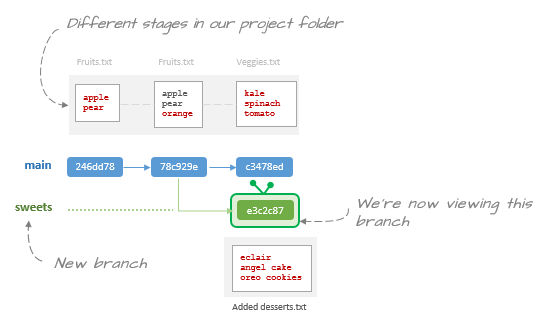 Different stages in our project folder
Fruits.txt
Fruits.txt
Veggies.txt
apple
pear
apple
pear
orange
kale
spinach
tomato
main
246dd78
78c929e
c3478ed
sweets
e3c2c87
We're now viewing this
branch
New branch
eclair
angel cake
oreo cookies
Added desserts.txt